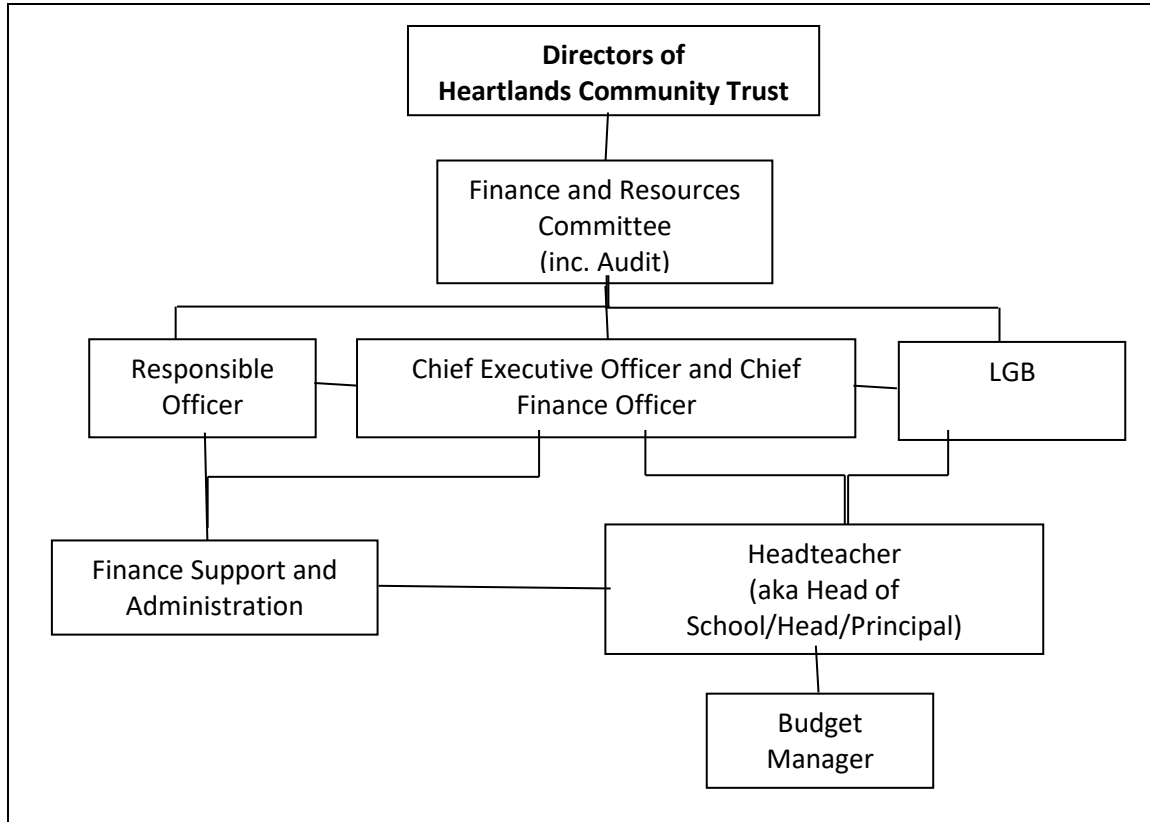 Directors of
Heartlands Community Trust
Finance and Resources
Committee
(inc. Audit)
Responsible
Officer
Chief Executive Officer and Chief
Finance Officer
LGB
Finance Support and
Administration
Headteacher
(aka Head of
School/Head/Principal)
Budget
Manager